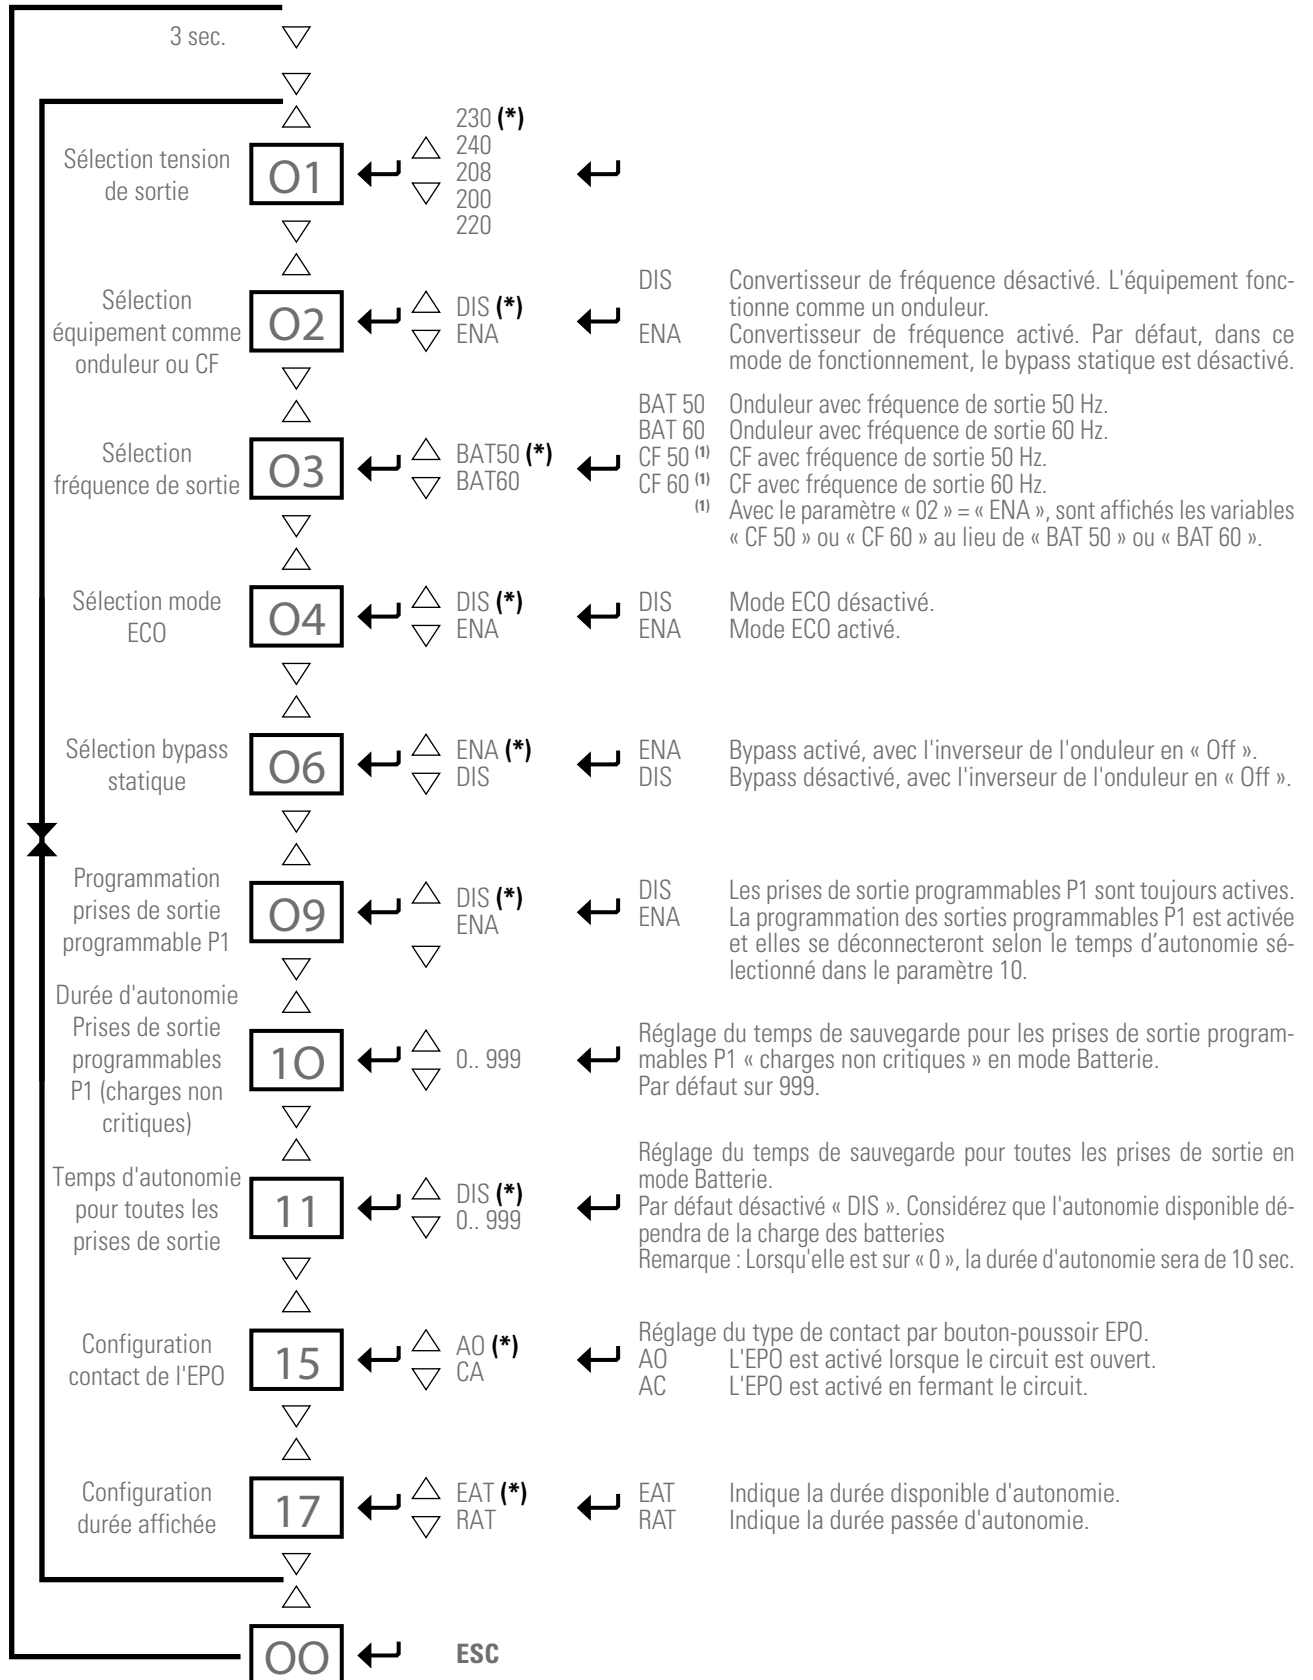 3 sec.
Sélection tension
de sortie
O1
230 (*)
240
208
200
220
Sélection
équipement comme
onduleur ou CF
O2
DIS (*)
ENA
DIS Convertisseur de fréquence désactivé. L'équipement fonc-
tionne comme un onduleur.
ENA Convertisseur de fréquence activé. Par défaut, dans ce
mode de fonctionnement, le bypass statique est désactivé.
Sélection
fréquence de sortie
O3
BAT50 (*)
BAT60
BAT 50 Onduleur avec fréquence de sortie 50 Hz.
BAT 60 Onduleur avec fréquence de sortie 60 Hz.
CF 50 (1) CF avec fréquence de sortie 50 Hz.
CF 60 (1) CF avec fréquence de sortie 60 Hz.
(1) Avec le paramètre « 02 » = « ENA », sont affichés les variables
« CF 50 » ou « CF 60 » au lieu de « BAT 50 » ou « BAT 60 ».
Sélection mode
ECO
O4
DIS (*)
ENA
DIS Mode ECO désactivé.
ENA Mode ECO activé.
Sélection bypass
statique
O6
ENA (*)
DIS
ENA Bypass activé, avec l'inverseur de l'onduleur en « Off ».
DIS Bypass désactivé, avec l'inverseur de l'onduleur en « Off ».
Programmation
prises de sortie
programmable P1
O9
DIS (*)
ENA
DIS Les prises de sortie programmables P1 sont toujours actives.
ENA La programmation des sorties programmables P1 est activée
et elles se déconnecteront selon le temps d’autonomie sé-
lectionné dans le paramètre 10.
Durée d'autonomie
Prises de sortie
programmables
P1 (charges non
critiques)
1O
0.. 999
Réglage du temps de sauvegarde pour les prises de sortie program-
mables P1 « charges non critiques » en mode Batterie.
Par défaut sur 999.
Temps d'autonomie
pour toutes les
prises de sortie
11
DIS (*)
0.. 999
Réglage du temps de sauvegarde pour toutes les prises de sortie en
mode Batterie.
Par défaut désactivé « DIS ». Considérez que l'autonomie disponible dé-
pendra de la charge des batteries
Remarque : Lorsqu'elle est sur « 0 », la durée d'autonomie sera de 10 sec.
Configuration
contact de l'EPO
15
AO (*)
CA
Réglage du type de contact par bouton-poussoir EPO.
AO L'EPO est activé lorsque le circuit est ouvert.
AC L'EPO est activé en fermant le circuit.
Configuration
durée affichée
17
EAT (*)
RAT
EAT Indique la durée disponible d'autonomie.
RAT Indique la durée passée d'autonomie.
OO
ESC